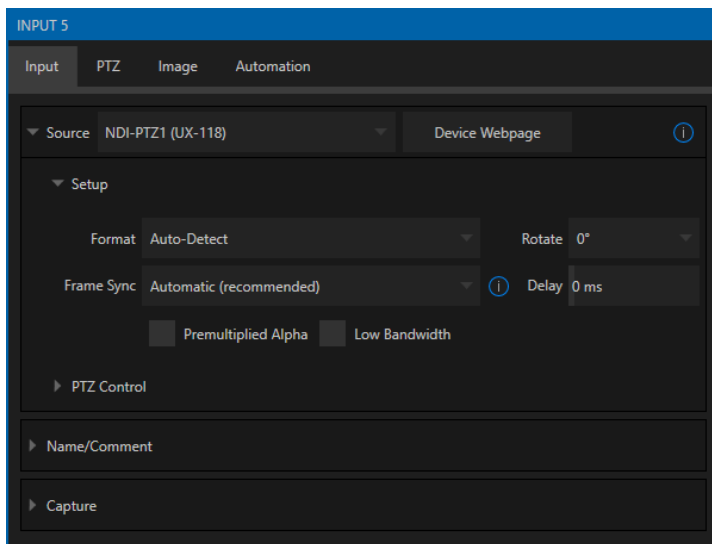 INPUT 5
Input PTZ Image Automation
Source NDI-PTZ1 (UX-118) Device Webpage i
Setup
Format Auto-Detect Rotate 0°
Frame Sync Automatic (recommended) i Delay 0 ms
Premultiplied Alpha Low Bandwidth
PTZ Control
Name/Comment
Capture